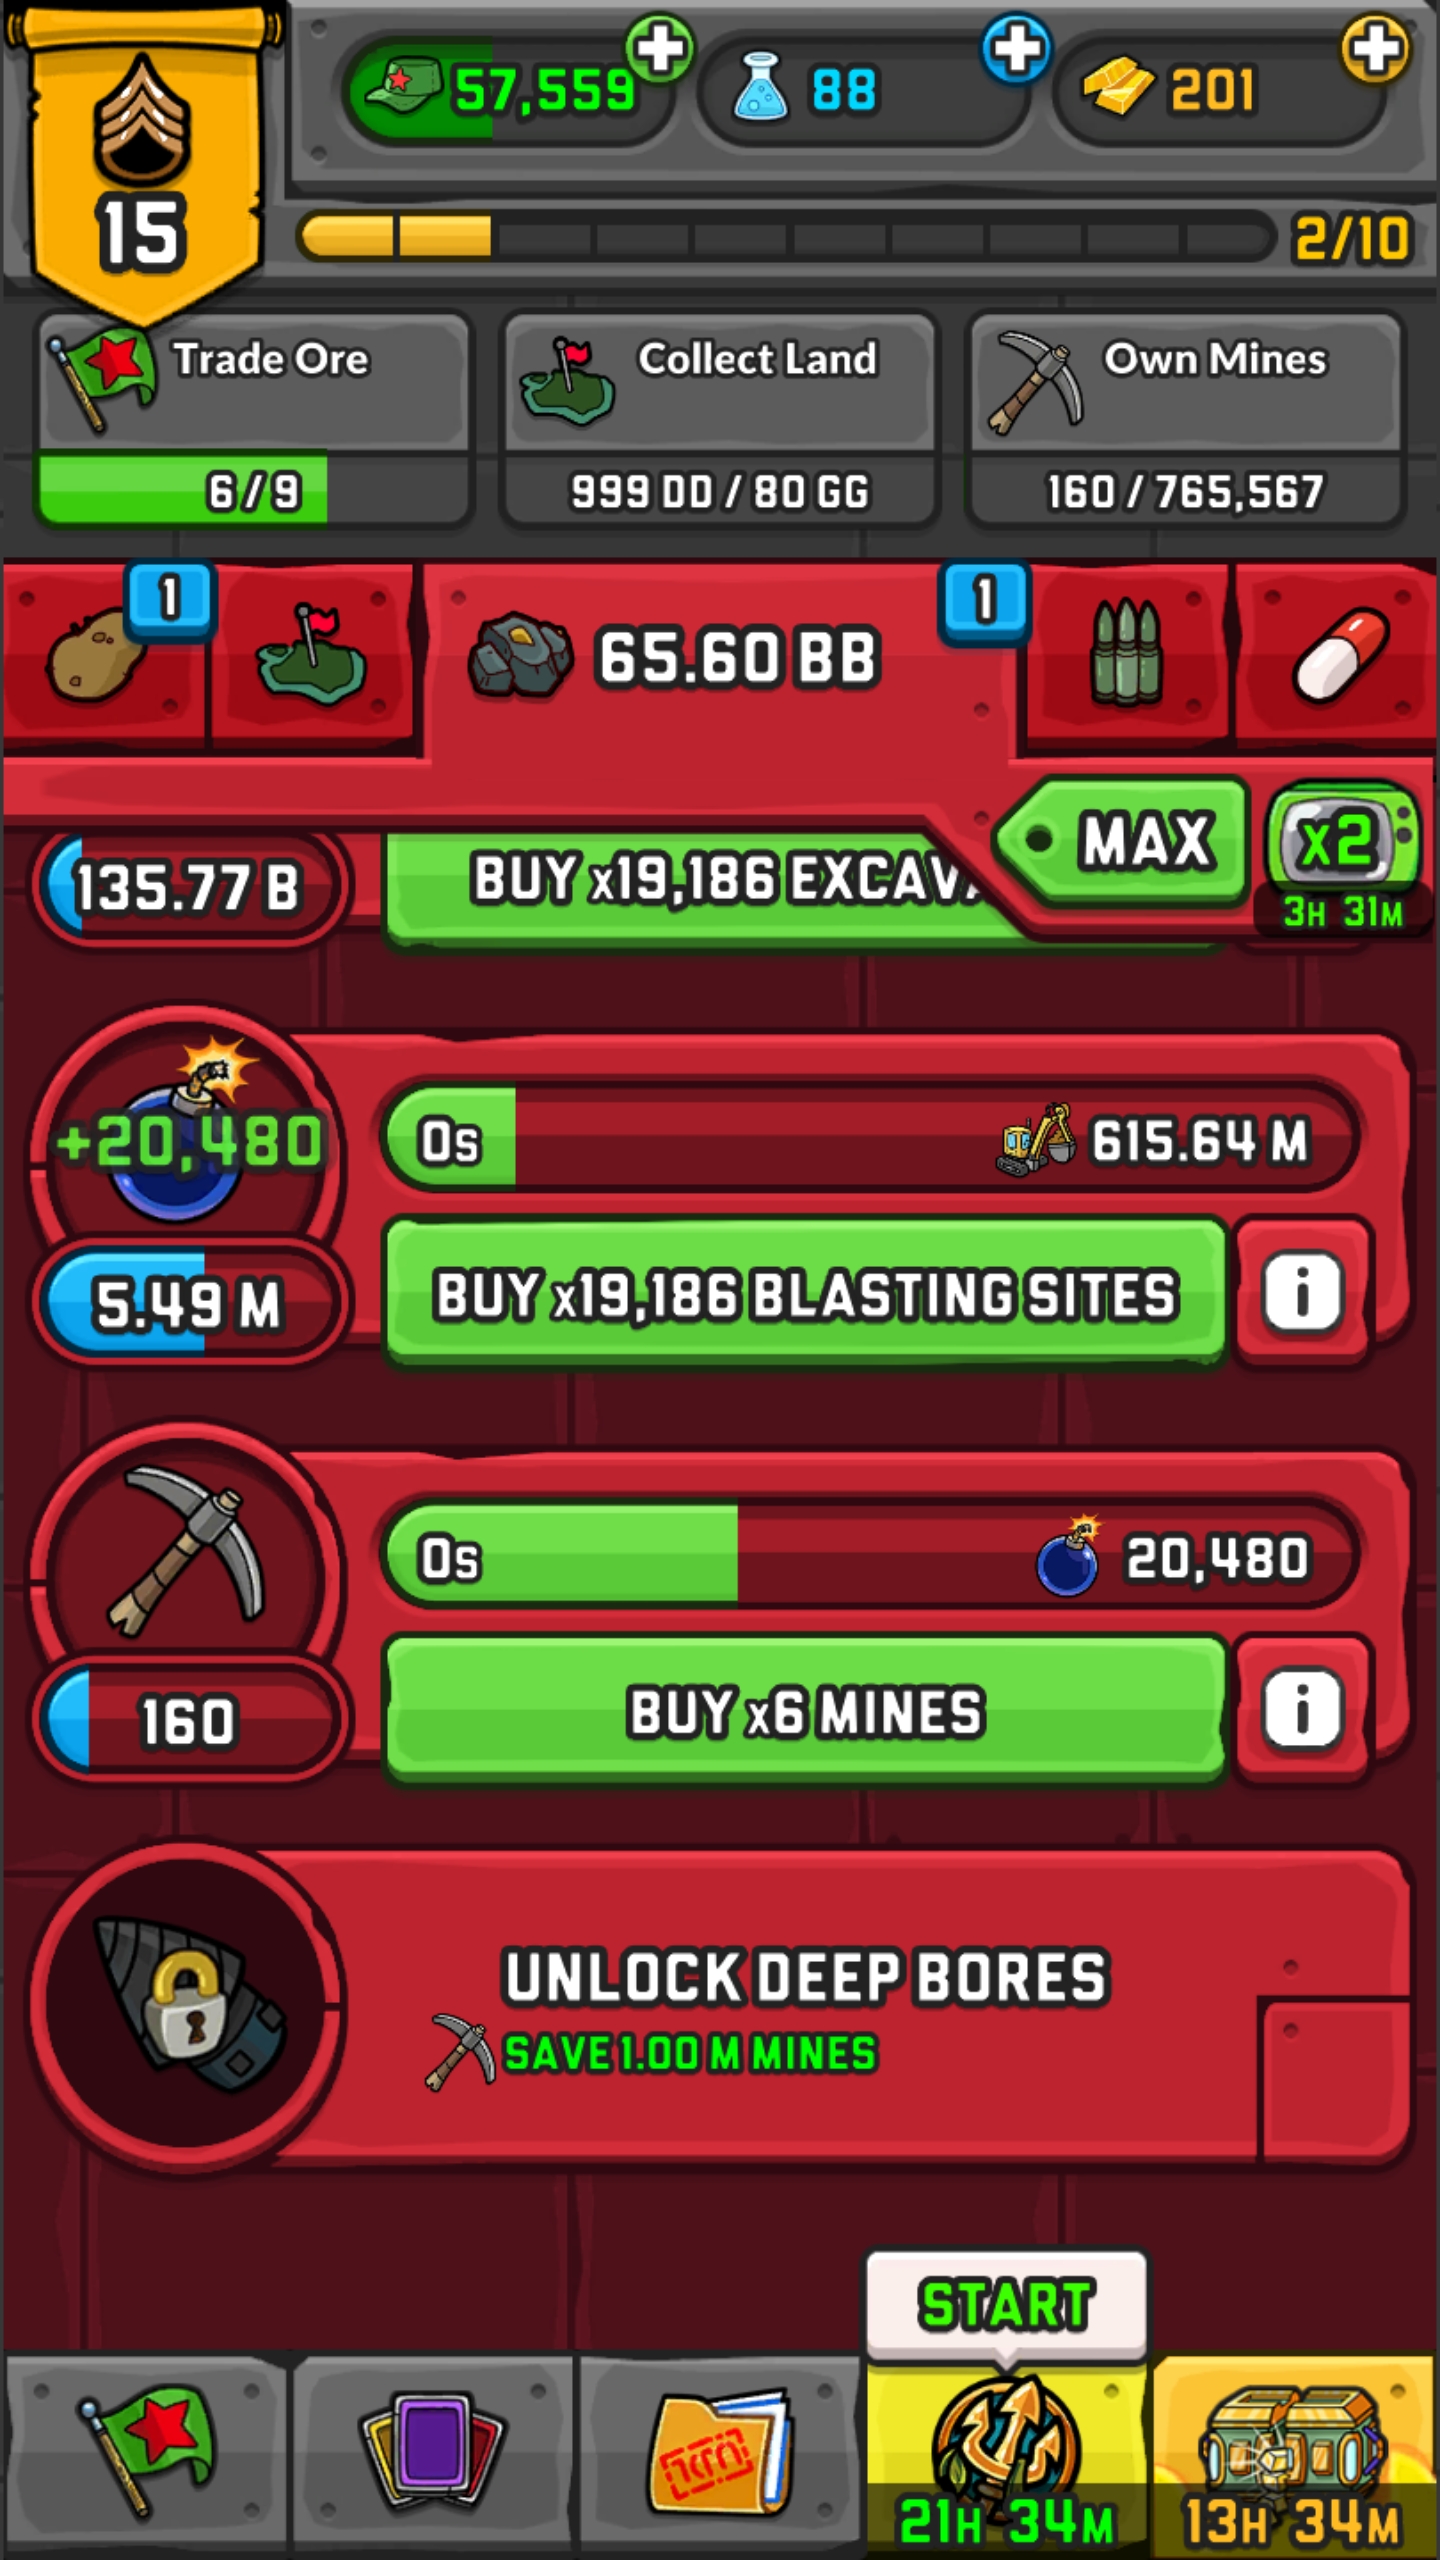 57,559
88
201
15
2/10
Trade Ore
Collect Land
Own Mines
6/9
999 DD / 80 GG
160 / 765,567
1
65.60 BB
1
MAX
x2
3H 31M
135.77 B
BUY x19,186 EXCAVA
+20,480
0s
615.64 M
5.49 M
BUY x19,186 BLASTING SITES
i
0s
20,480
160
BUY x6 MINES
i
UNLOCK DEEP BORES
SAVE 1.00 M MINES
START
21H 34M
13H 34M